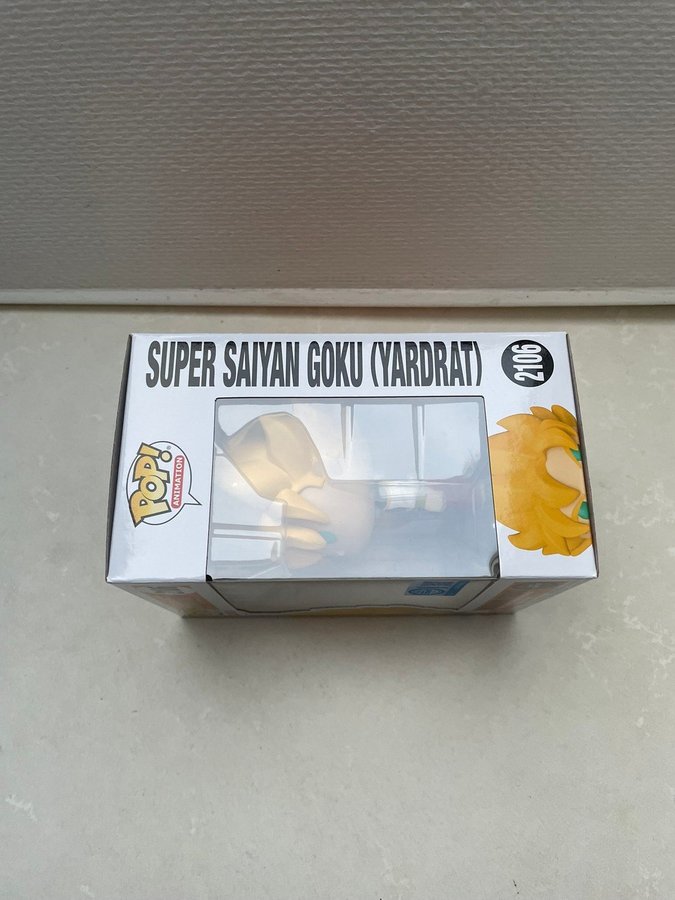 SUPER SAIYAN GOKU (YARDRAT)
2106
POP!
ANIMATION